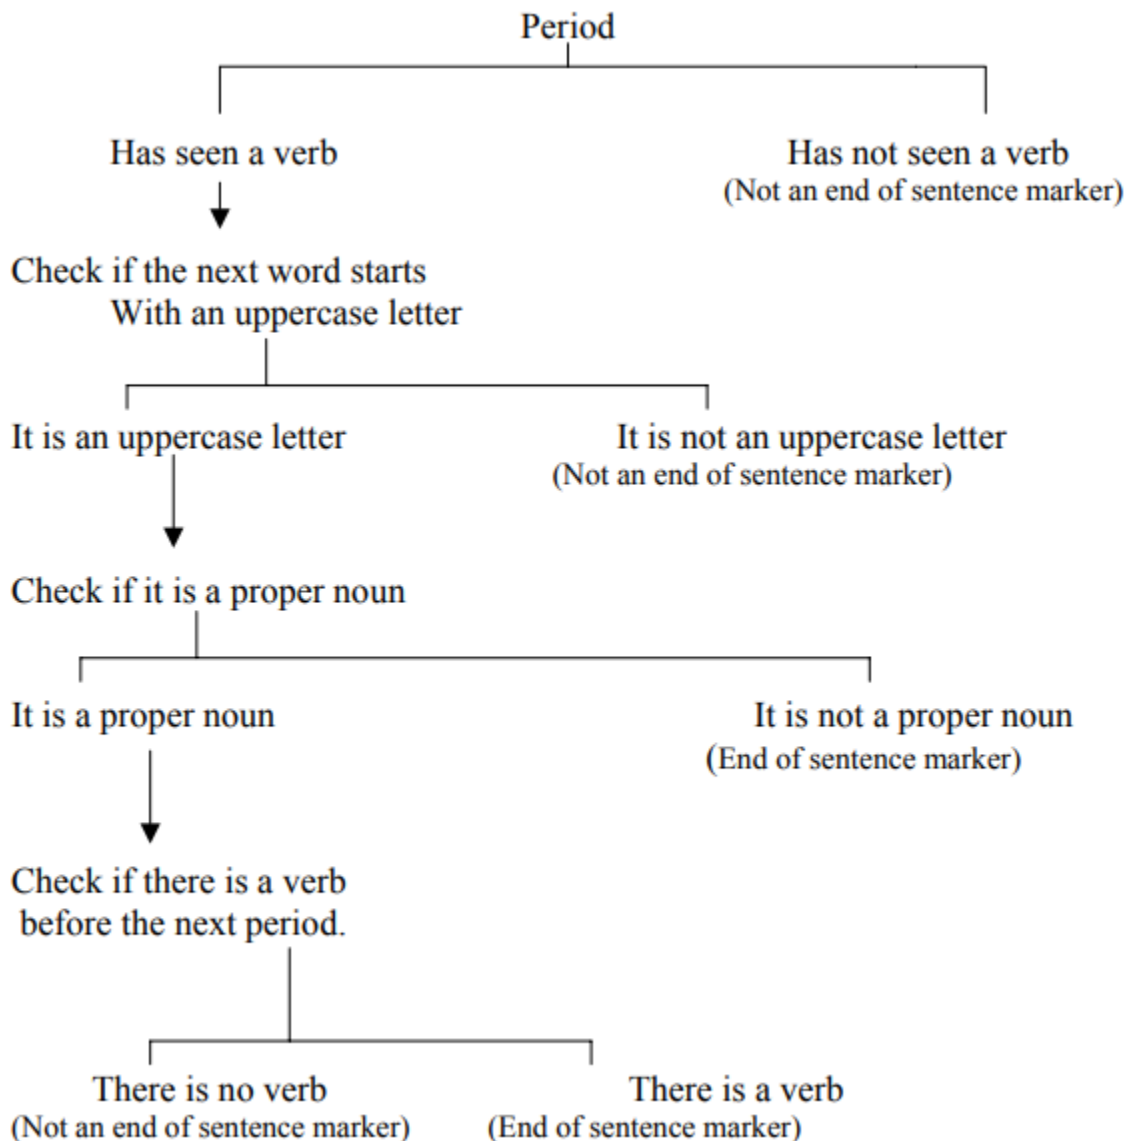 Period
Has seen a verb
Has not seen a verb
(Not an end of sentence marker)
Check if the next word starts
With an uppercase letter
It is an uppercase letter
It is not an uppercase letter
(Not an end of sentence marker)
Check if it is a proper noun
It is a proper noun
It is not a proper noun
(End of sentence marker)
Check if there is a verb
before the next period.
There is no verb
(Not an end of sentence marker)
There is a verb
(End of sentence marker)